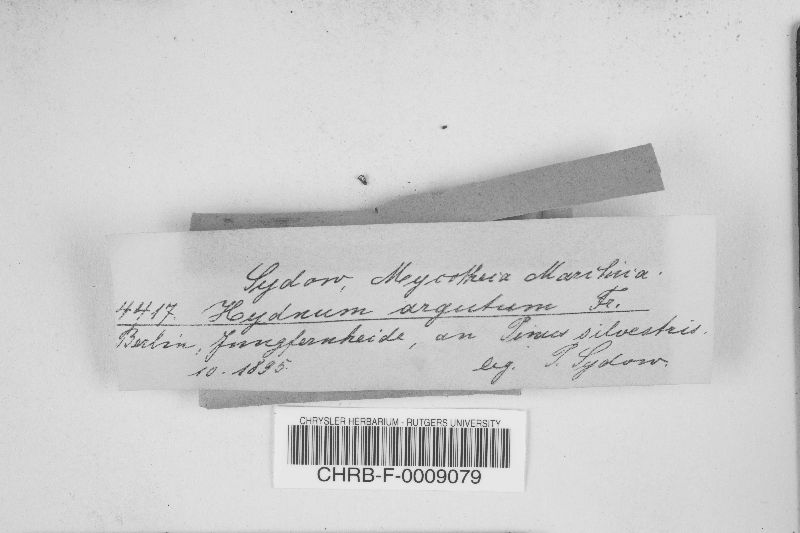 Sydow, Mycotheca Marchica.
4417. Hydnum argutum Fr.
Berlin, Jungfernheide, an Pinus silvestris.
10. 1895. leg. P. Sydow.
CHRYSLER HERBARIUM - RUTGERS UNIVERSITY
CHRB-F-0009079